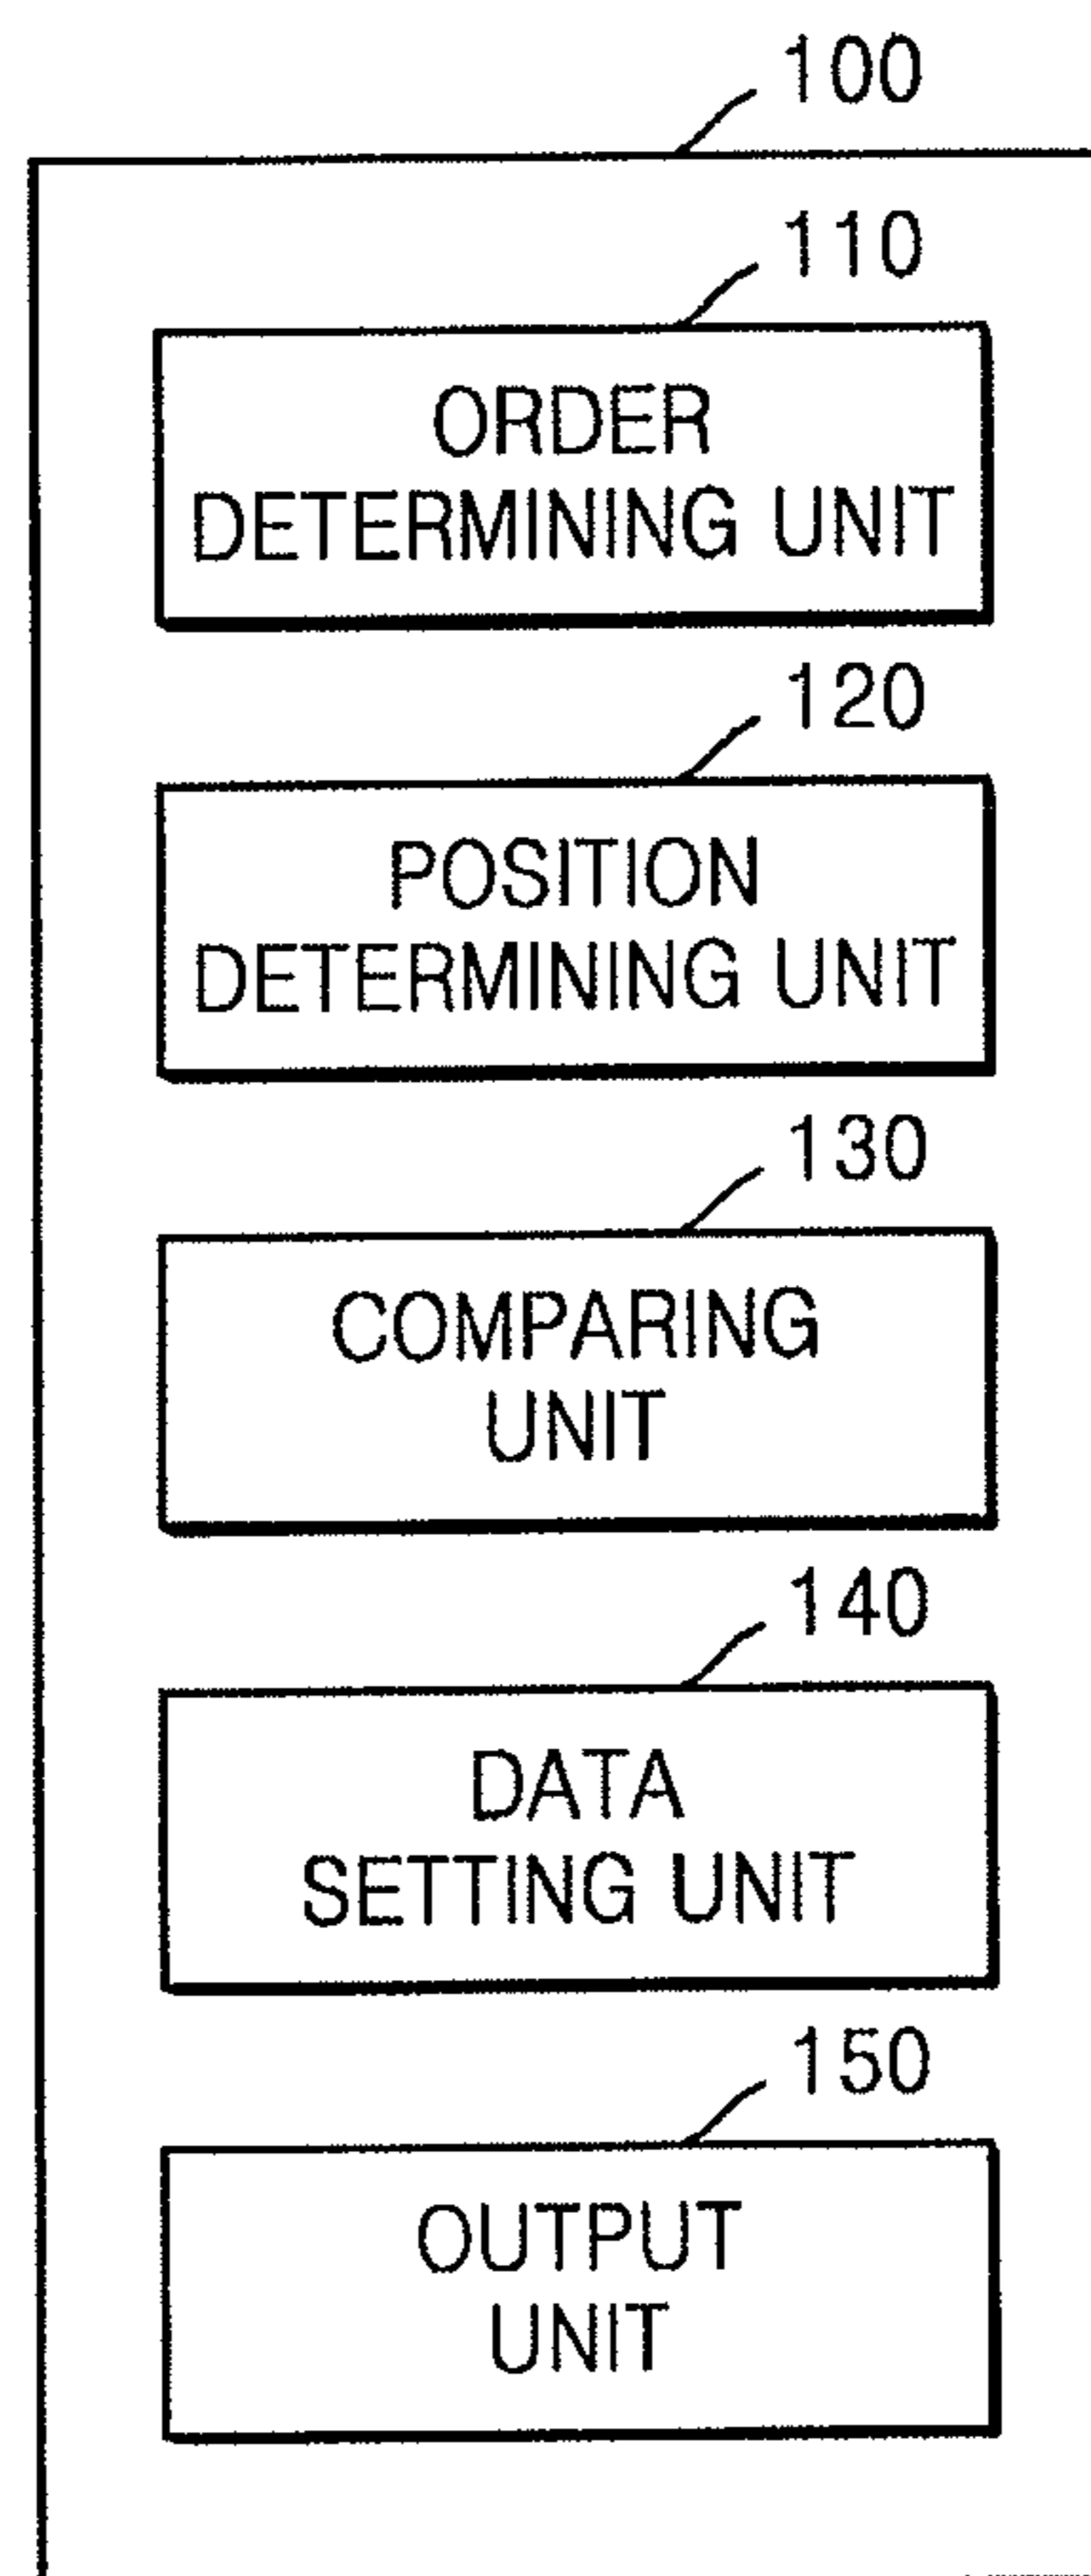 100
110
ORDER
DETERMINING UNIT
120
POSITION
DETERMINING UNIT
130
COMPARING
UNIT
140
DATA
SETTING UNIT
150
OUTPUT
UNIT